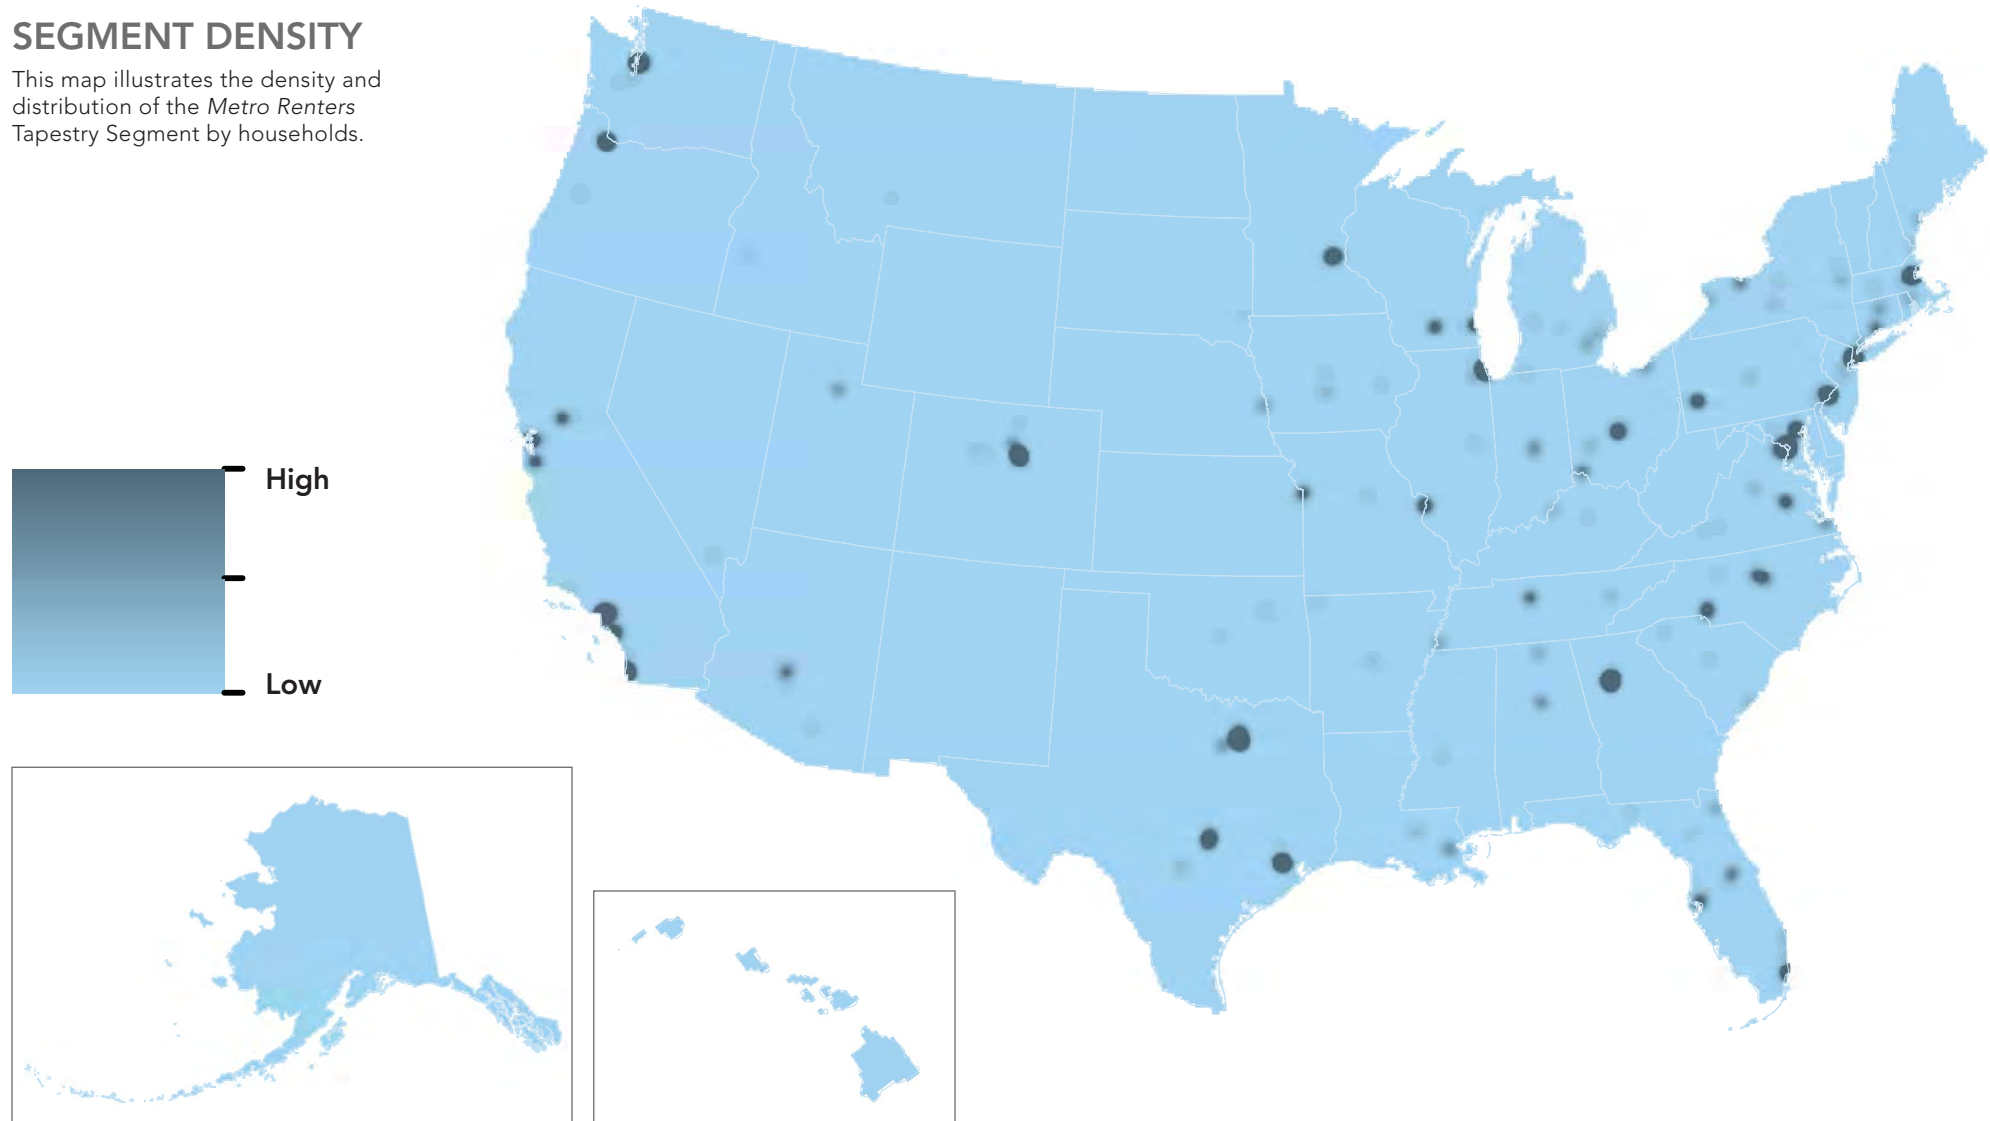 SEGMENT DENSITY
This map illustrates the density and
distribution of the Metro Renters
Tapestry Segment by households.
High
Low